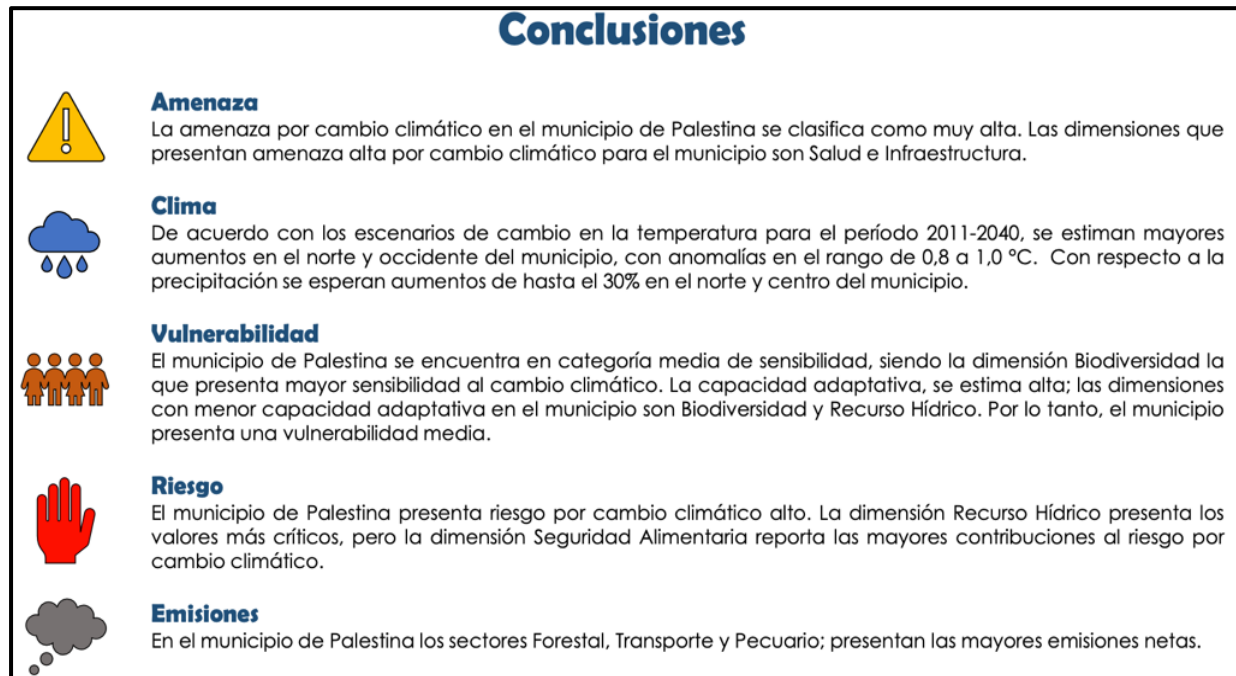 Conclusiones
Amenaza
La amenaza por cambio climático en el municipio de Palestina se clasifica como muy alta. Las dimensiones que
presentan amenaza alta por cambio climático para el municipio son Salud e Infraestructura.
Clima
De acuerdo con los escenarios de cambio en la temperatura para el período 2011-2040, se estiman mayores
aumentos en el norte y occidente del municipio, con anomalías en el rango de 0,8 a 1,0 °C. Con respecto a la
precipitación se esperan aumentos de hasta el 30% en el norte y centro del municipio.
Vulnerabilidad
El municipio de Palestina se encuentra en categoría media de sensibilidad, siendo la dimensión Biodiversidad la
que presenta mayor sensibilidad al cambio climático. La capacidad adaptativa, se estima alta; las dimensiones
con menor capacidad adaptativa en el municipio son Biodiversidad y Recurso Hídrico. Por lo tanto, el municipio
presenta una vulnerabilidad media.
Riesgo
El municipio de Palestina presenta riesgo por cambio climático alto. La dimensión Recurso Hídrico presenta los
valores más críticos, pero la dimensión Seguridad Alimentaria reporta las mayores contribuciones al riesgo por
cambio climático.
Emisiones
En el municipio de Palestina los sectores Forestal, Transporte y Pecuario; presentan las mayores emisiones netas.